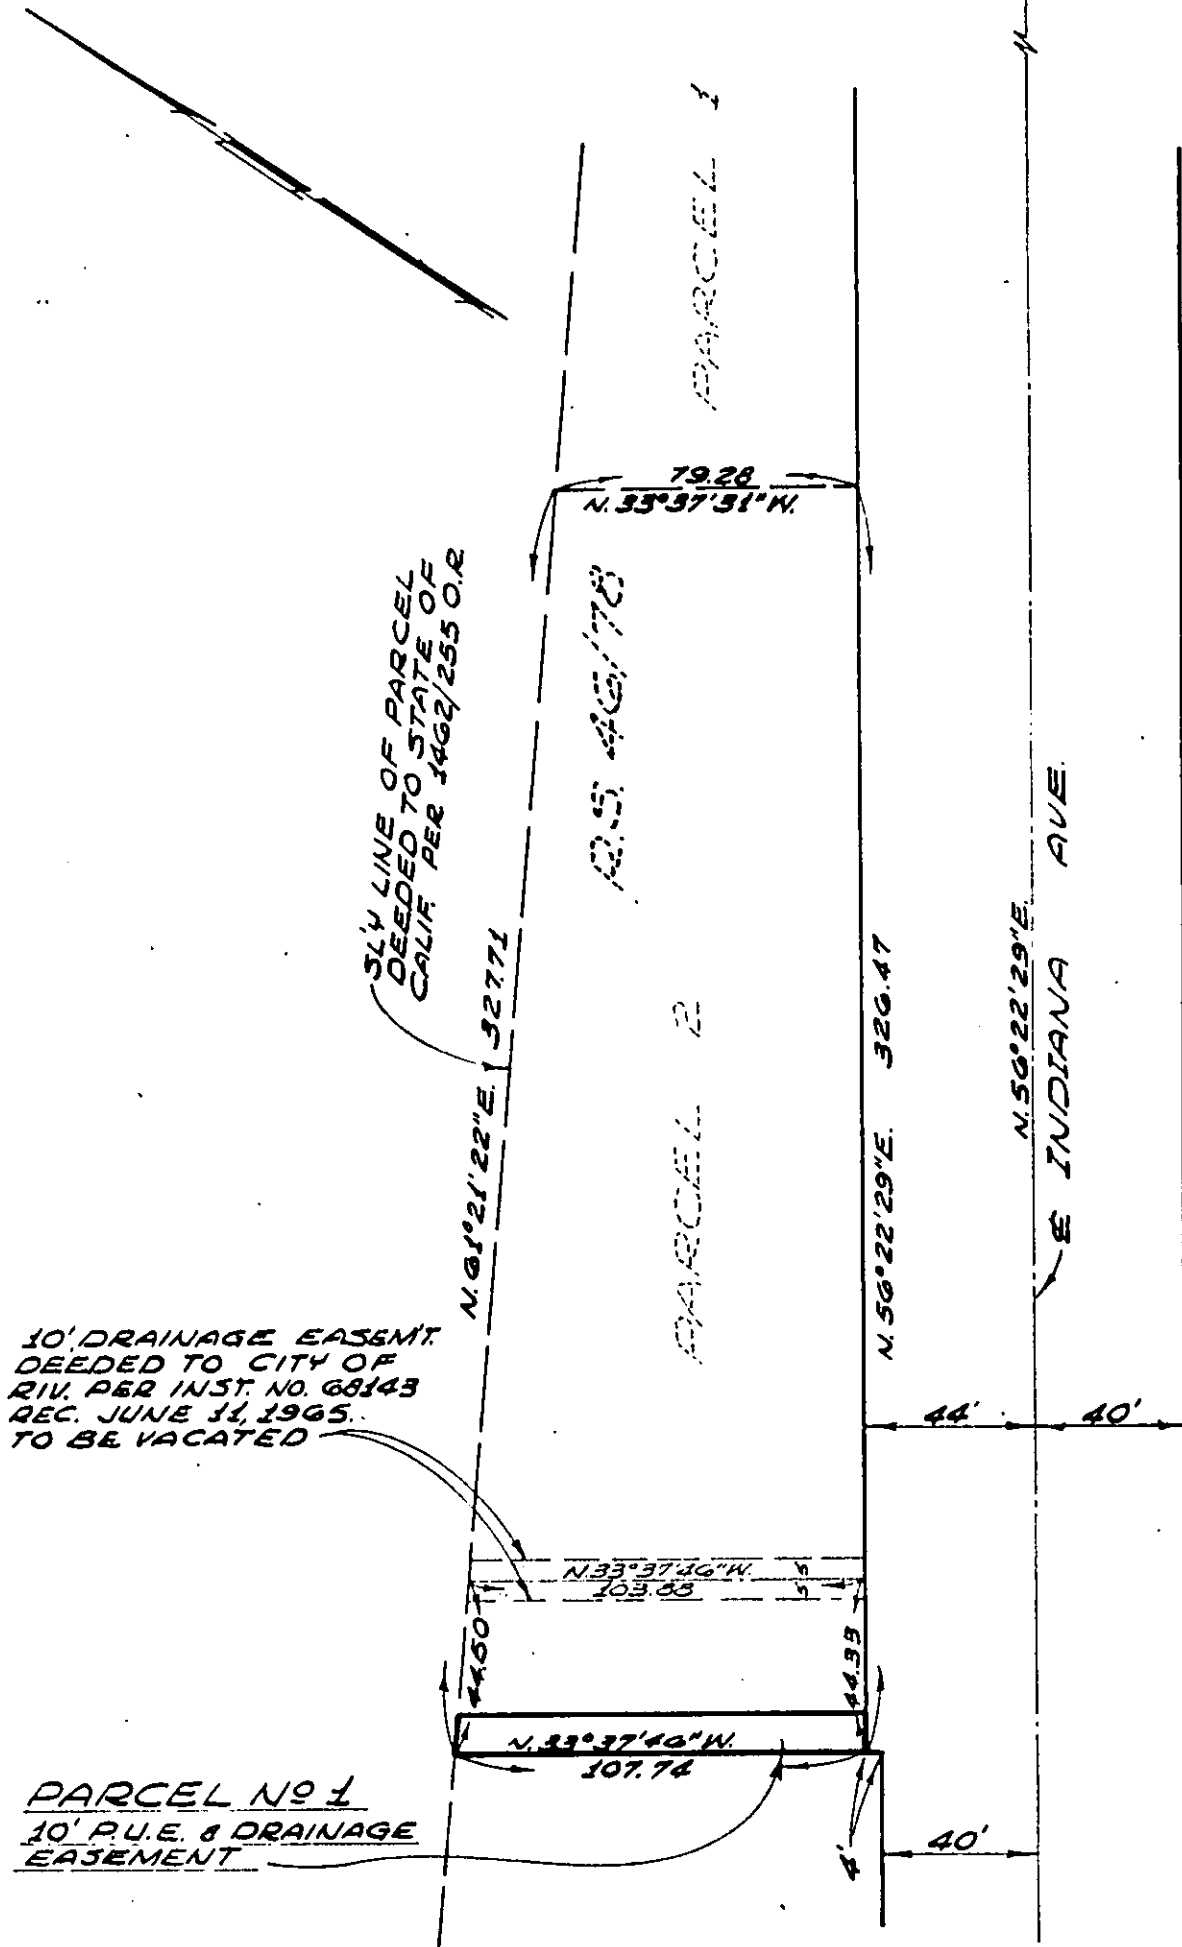 PARCEL 1
79.28
N. 33°37'31" W.
R.S. 46/78
SL'Y LINE OF PARCEL
DEEDED TO STATE OF
CALIF. PER 1462/255 O.R.
N. 61°21'22" E. 327.71
PARCEL 2
N. 56°22'29" E. 326.47
N. 56°22'29" E.
℄ INDIANA AVE.
10' DRAINAGE EASEM'T.
DEEDED TO CITY OF
RIV. PER INST. NO. 68143
REC. JUNE 11, 1965.
TO BE VACATED
44'
40'
N 33°37'46" W.
103.88
5'
5'
44.50
44.33
N. 33°37'46" W.
107.74
PARCEL Nº 1
10' P.U.E. & DRAINAGE
EASEMENT
4'
40'